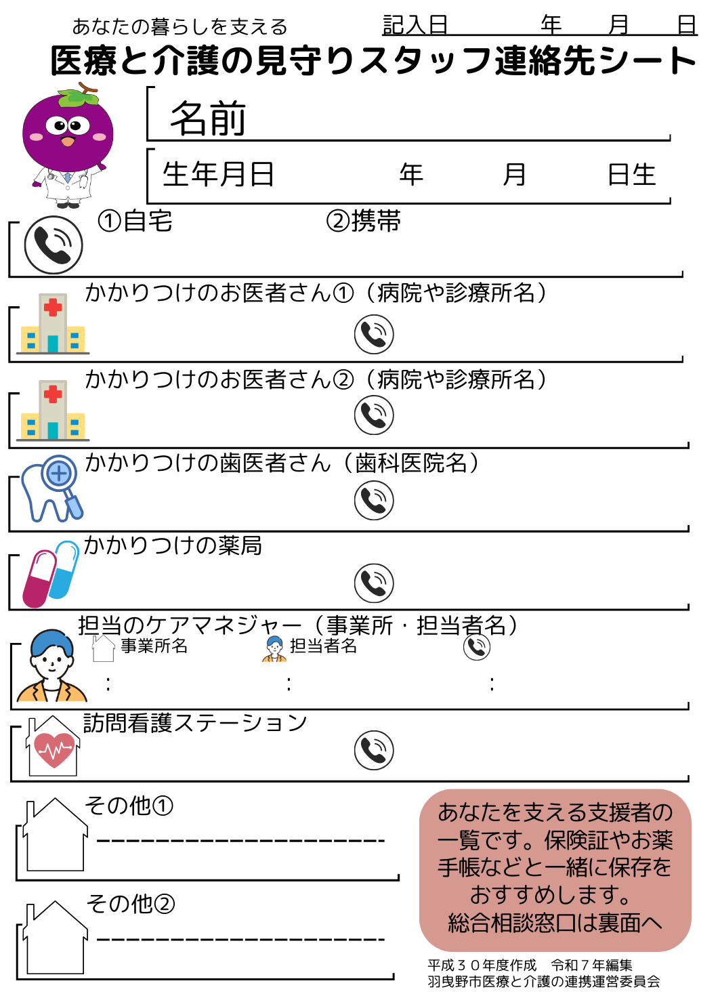 あなたの暮らしを支える
記入日　年　月　日
医療と介護の見守りスタッフ連絡先シート
名前
生年月日　年　月　日生
①自宅　②携帯
かかりつけのお医者さん①（病院や診療所名）
かかりつけのお医者さん②（病院や診療所名）
かかりつけの歯医者さん（歯科医院名）
かかりつけの薬局
担当のケアマネジャー（事業所・担当者名）
事業所名　担当者名
：　：　：
訪問看護ステーション
その他①
その他②
あなたを支える支援者の
一覧です。保険証やお薬
手帳などと一緒に保存を
おすすめします。
総合相談窓口は裏面へ
平成３０年度作成　令和７年編集
羽曳野市医療と介護の連携運営委員会